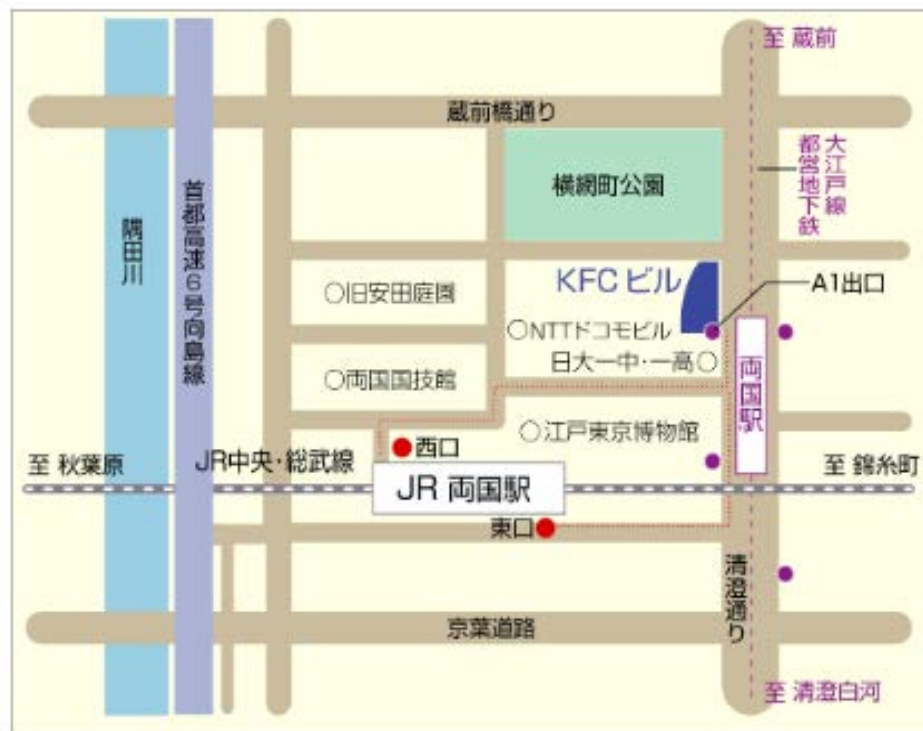 至 蔵前
蔵前橋通り
大江戸線
都営地下鉄
横網町公園
首都高速6号向島線
隅田川
KFC ビル
A1出口
○旧安田庭園
○NTTドコモビル
日大一中・一高○
○両国国技館
両国駅
○江戸東京博物館
西口
至 秋葉原
JR中央・総武線
JR 両国駅
至 錦糸町
東口
清澄通り
京葉道路
至 清澄白河